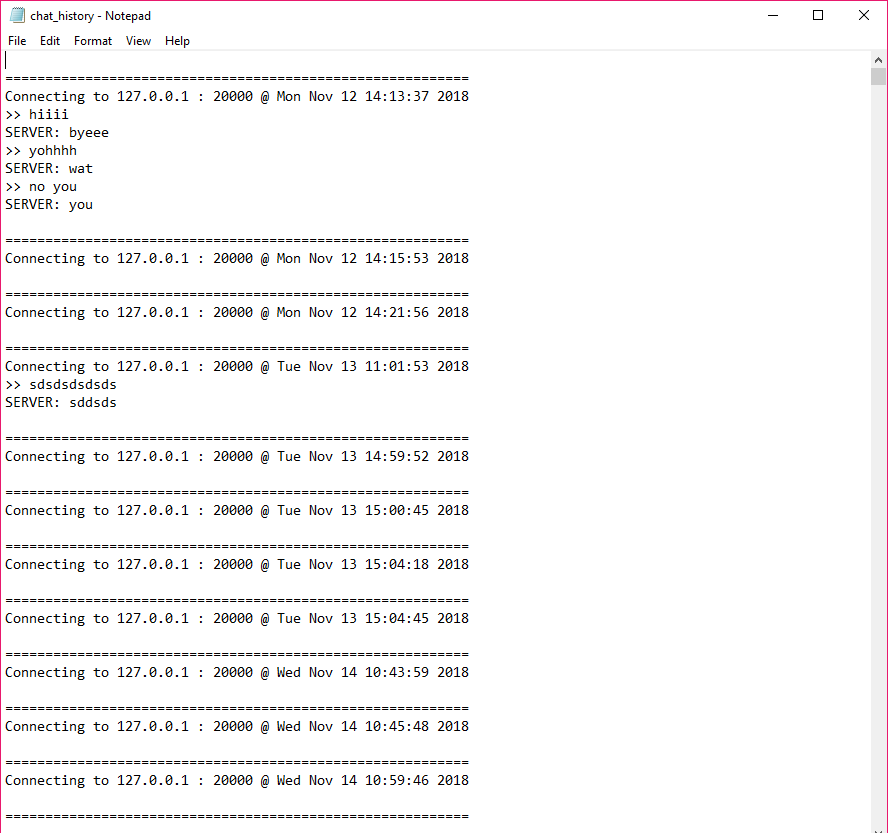 chat_history - Notepad
File Edit Format View Help
==========================================================
Connecting to 127.0.0.1 : 20000 @ Mon Nov 12 14:13:37 2018
>> hiiii
SERVER: byeee
>> yohhhh
SERVER: wat
>> no you
SERVER: you
==========================================================
Connecting to 127.0.0.1 : 20000 @ Mon Nov 12 14:15:53 2018
==========================================================
Connecting to 127.0.0.1 : 20000 @ Mon Nov 12 14:21:56 2018
==========================================================
Connecting to 127.0.0.1 : 20000 @ Tue Nov 13 11:01:53 2018
>> sdsdsdsdsds
SERVER: sddsds
==========================================================
Connecting to 127.0.0.1 : 20000 @ Tue Nov 13 14:59:52 2018
==========================================================
Connecting to 127.0.0.1 : 20000 @ Tue Nov 13 15:00:45 2018
==========================================================
Connecting to 127.0.0.1 : 20000 @ Tue Nov 13 15:04:18 2018
==========================================================
Connecting to 127.0.0.1 : 20000 @ Tue Nov 13 15:04:45 2018
==========================================================
Connecting to 127.0.0.1 : 20000 @ Wed Nov 14 10:43:59 2018
==========================================================
Connecting to 127.0.0.1 : 20000 @ Wed Nov 14 10:45:48 2018
==========================================================
Connecting to 127.0.0.1 : 20000 @ Wed Nov 14 10:59:46 2018
==========================================================